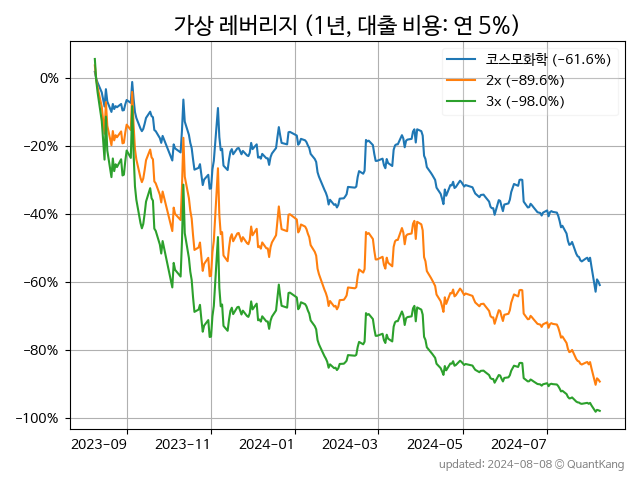 가상 레버리지 (1년, 대출 비용: 연 5%)
코스모화학 (−61.6%)
2x (−89.6%)
3x (−98.0%)
0%
−20%
−40%
−60%
−80%
−100%
2023-09 2023-11 2024-01 2024-03 2024-05 2024-07
updated: 2024-08-08 © QuantKang